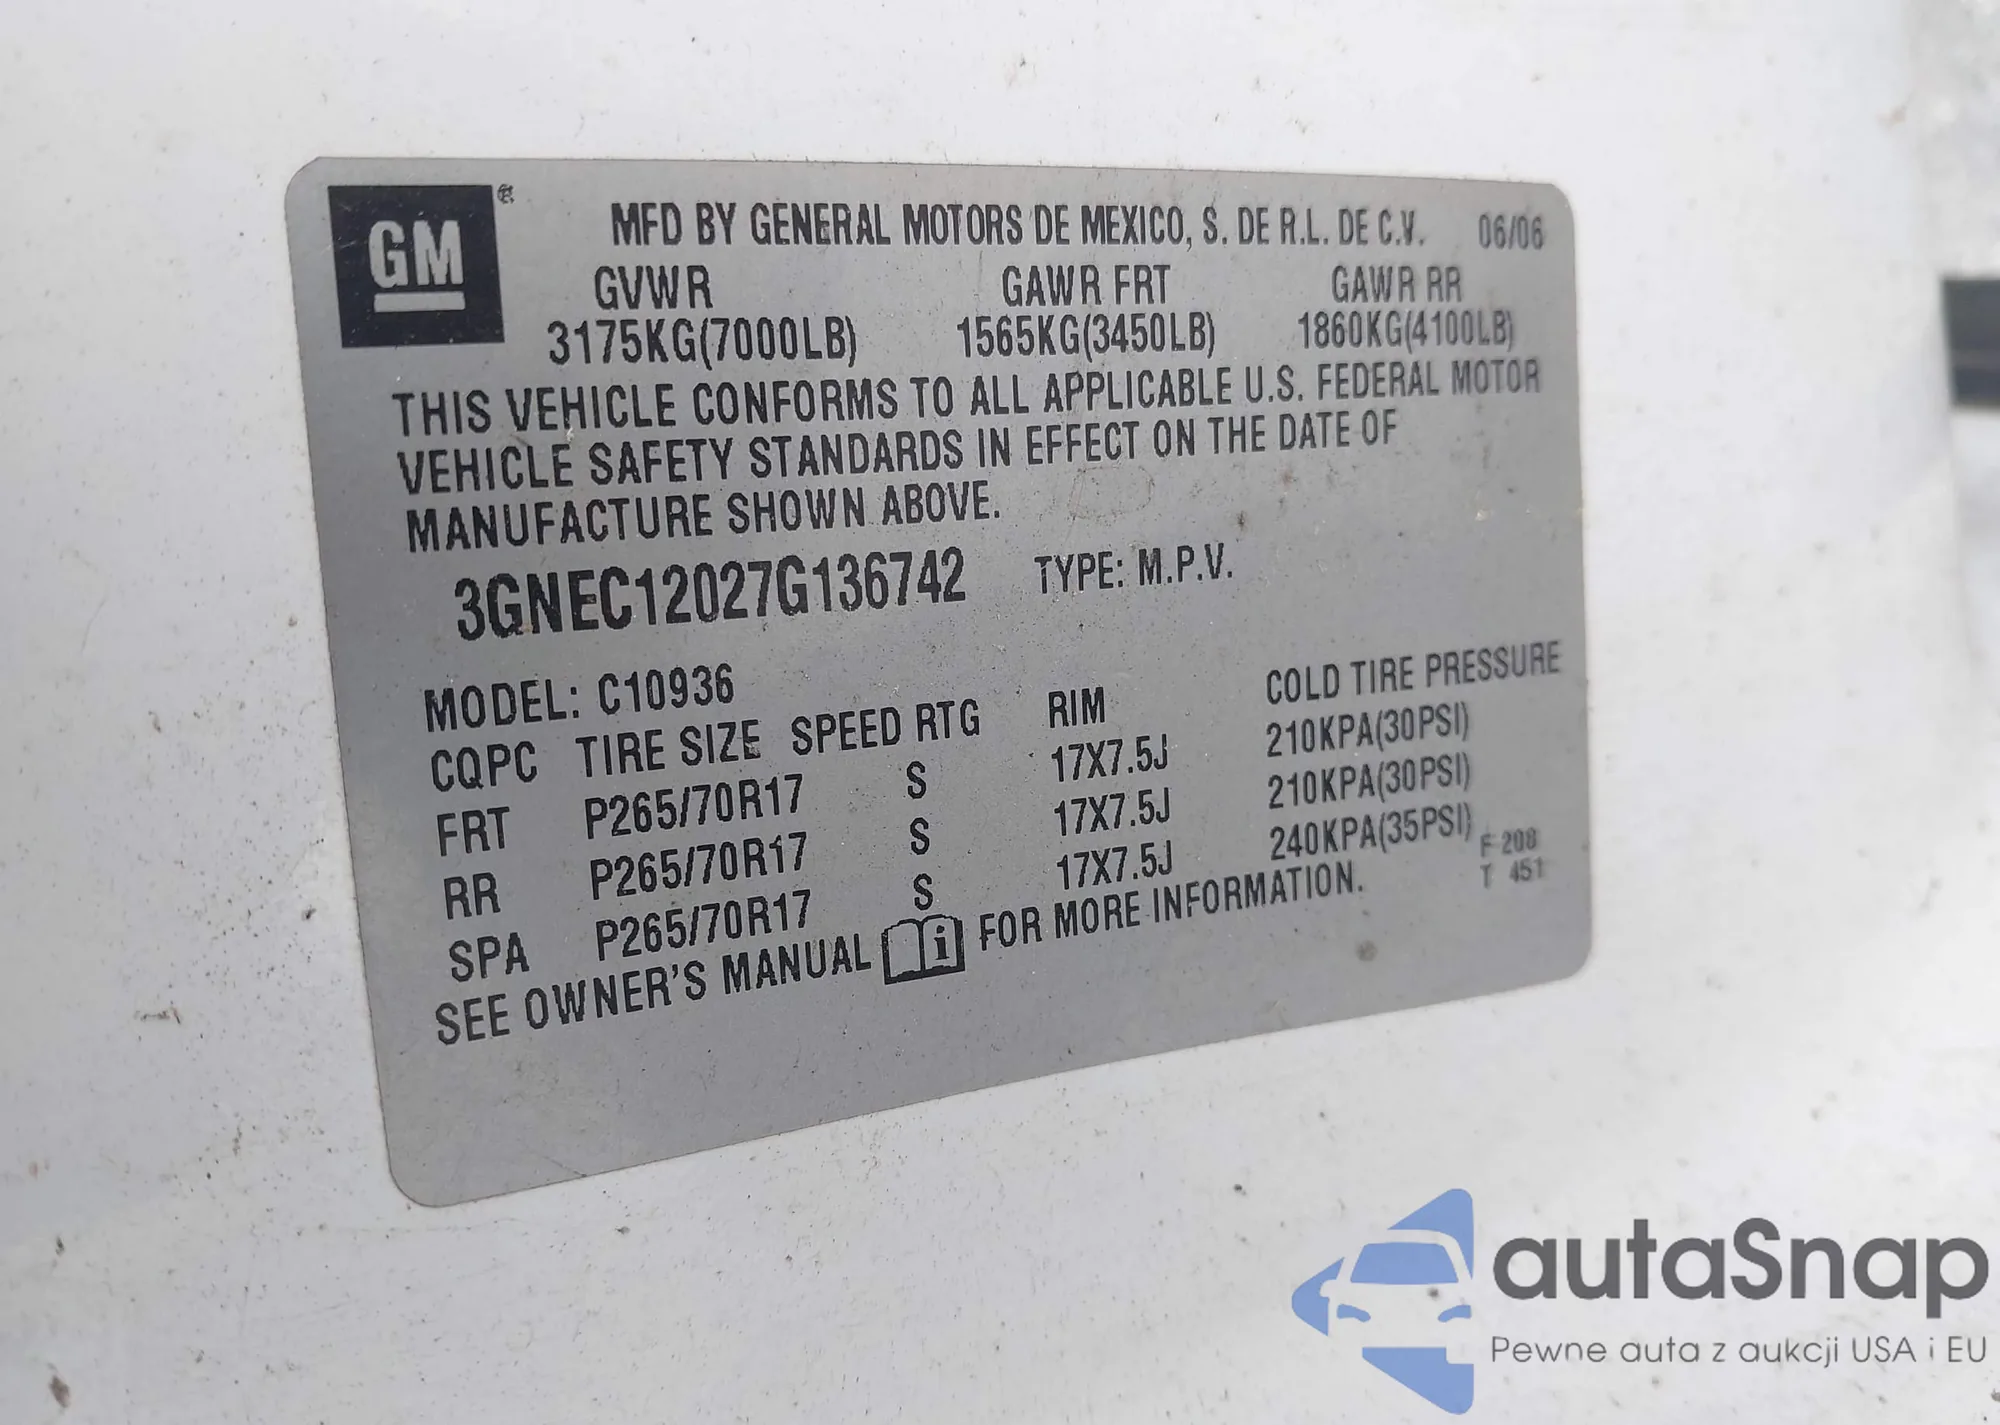 GM
MFD BY GENERAL MOTORS DE MEXICO, S. DE R.L. DE C.V. 06/06
GVWR GAWR FRT GAWR RR
3175KG(7000LB) 1565KG(3450LB) 1860KG(4100LB)
THIS VEHICLE CONFORMS TO ALL APPLICABLE U.S. FEDERAL MOTOR
VEHICLE SAFETY STANDARDS IN EFFECT ON THE DATE OF
MANUFACTURE SHOWN ABOVE.
3GNEC12027G136742 TYPE: M.P.V.
MODEL: C10936
CQPC TIRE SIZE SPEED RTG RIM COLD TIRE PRESSURE
FRT P265/70R17 S 17X7.5J 210KPA(30PSI)
RR P265/70R17 S 17X7.5J 210KPA(30PSI)
SPA P265/70R17 S 17X7.5J 240KPA(35PSI)
SEE OWNER'S MANUAL i FOR MORE INFORMATION.
F 208
T 451
autaSnap
Pewne auta z aukcji USA i EU